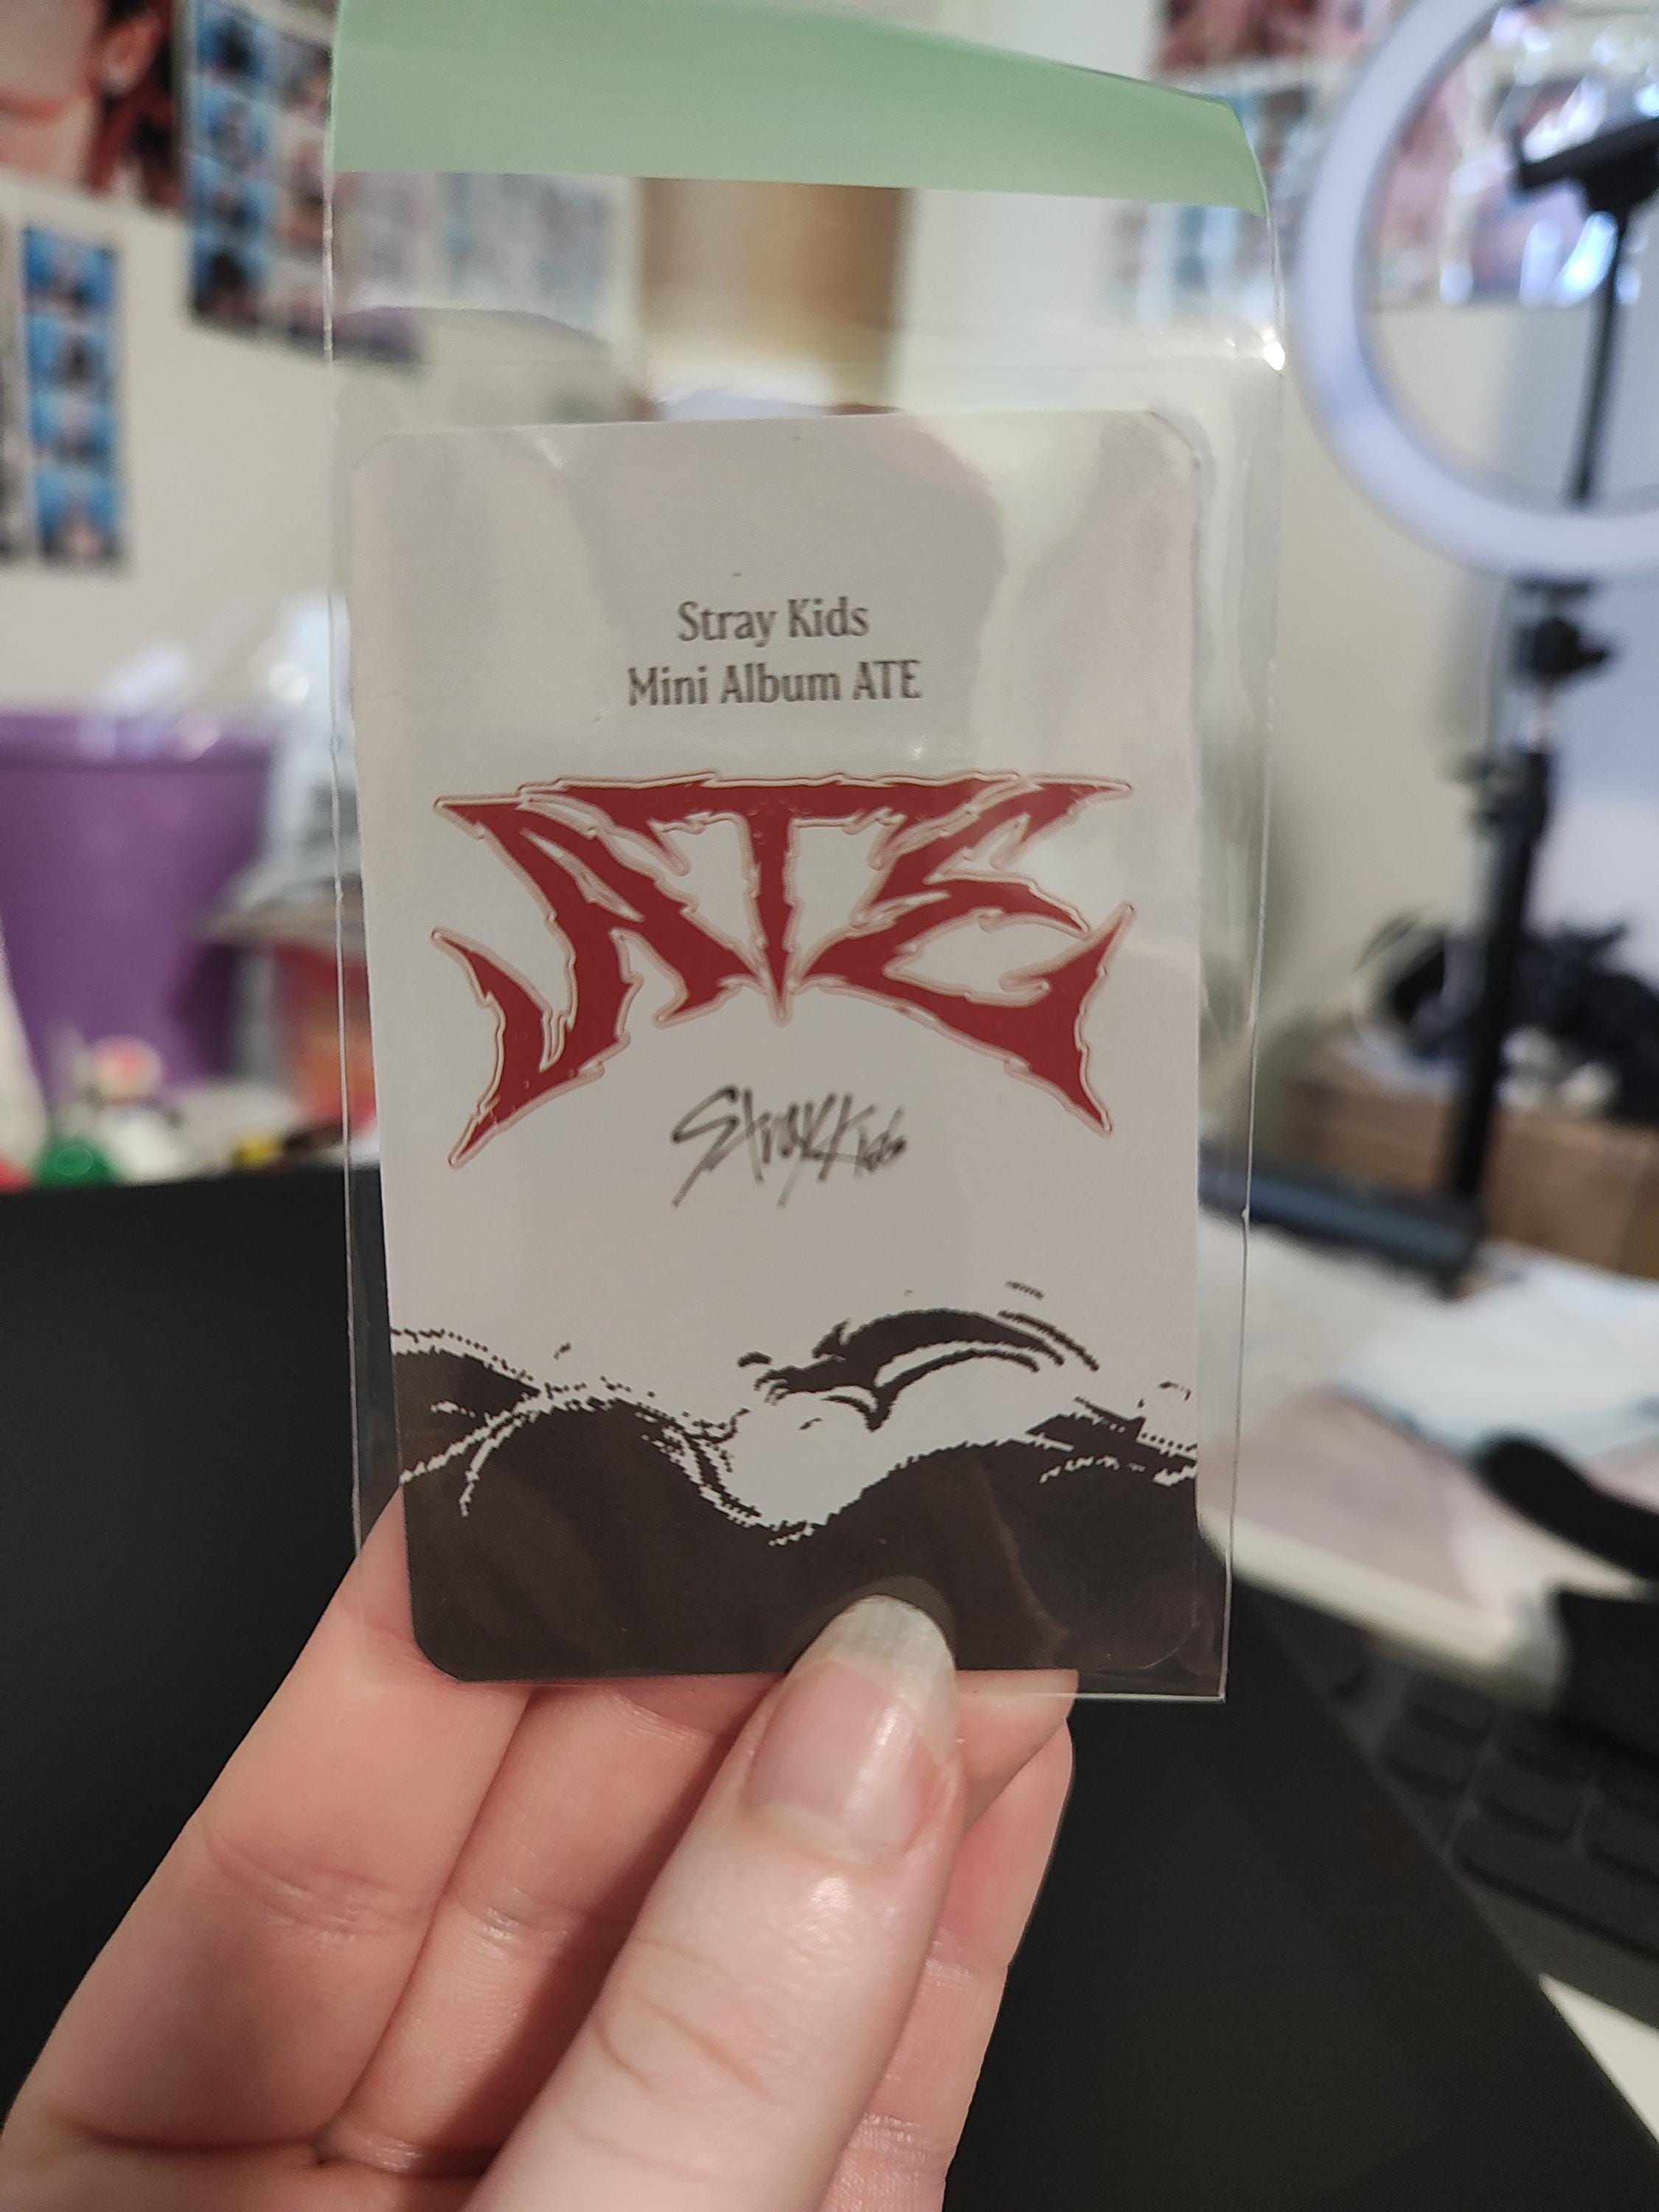 Stray Kids
Mini Album ATE
ATE
Stray Kids